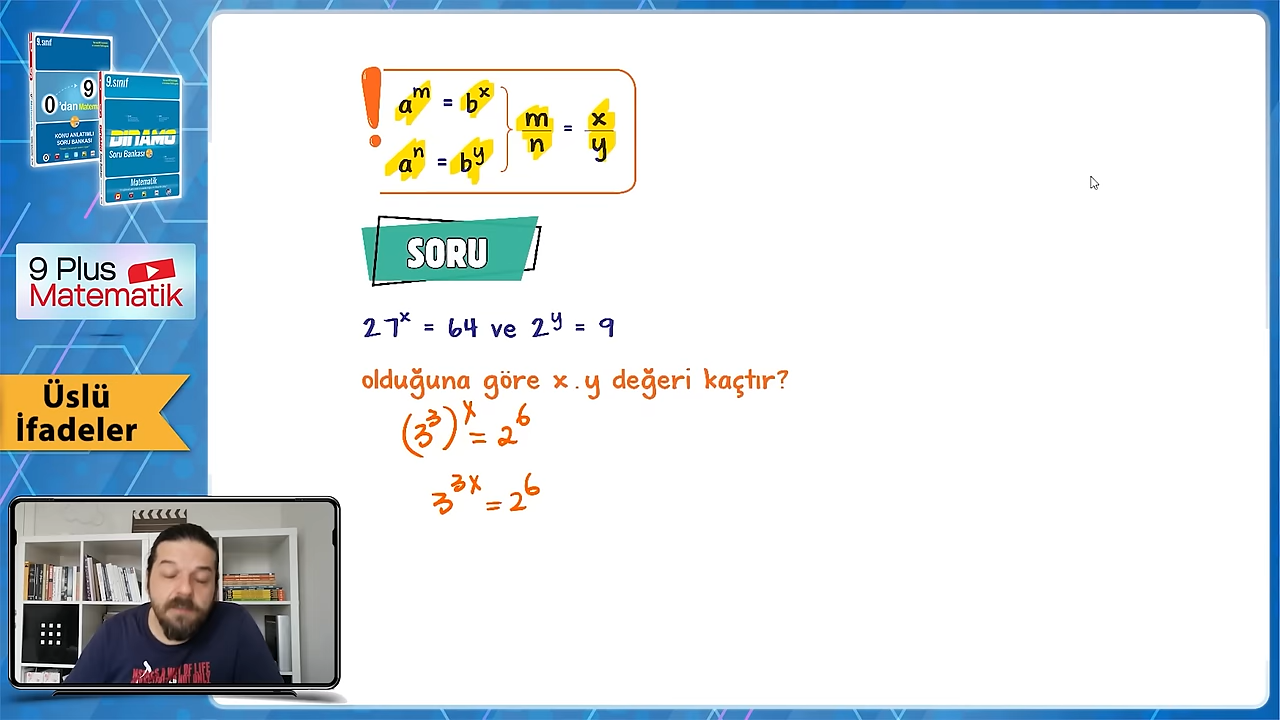 9.sınıf
0'dan 9
Matematik
KONU ANLATIMLI
SORU BANKASI
9.sınıf
DİNAMO
Soru Bankası
Matematik
9 Plus
Matematik
Üslü
İfadeler
! a^m = b^x
a^n = b^y } m/n = x/y
SORU
27^x = 64 ve 2^y = 9
olduğuna göre x.y değeri kaçtır?
(3^3)^x = 2^6
3^3x = 2^6